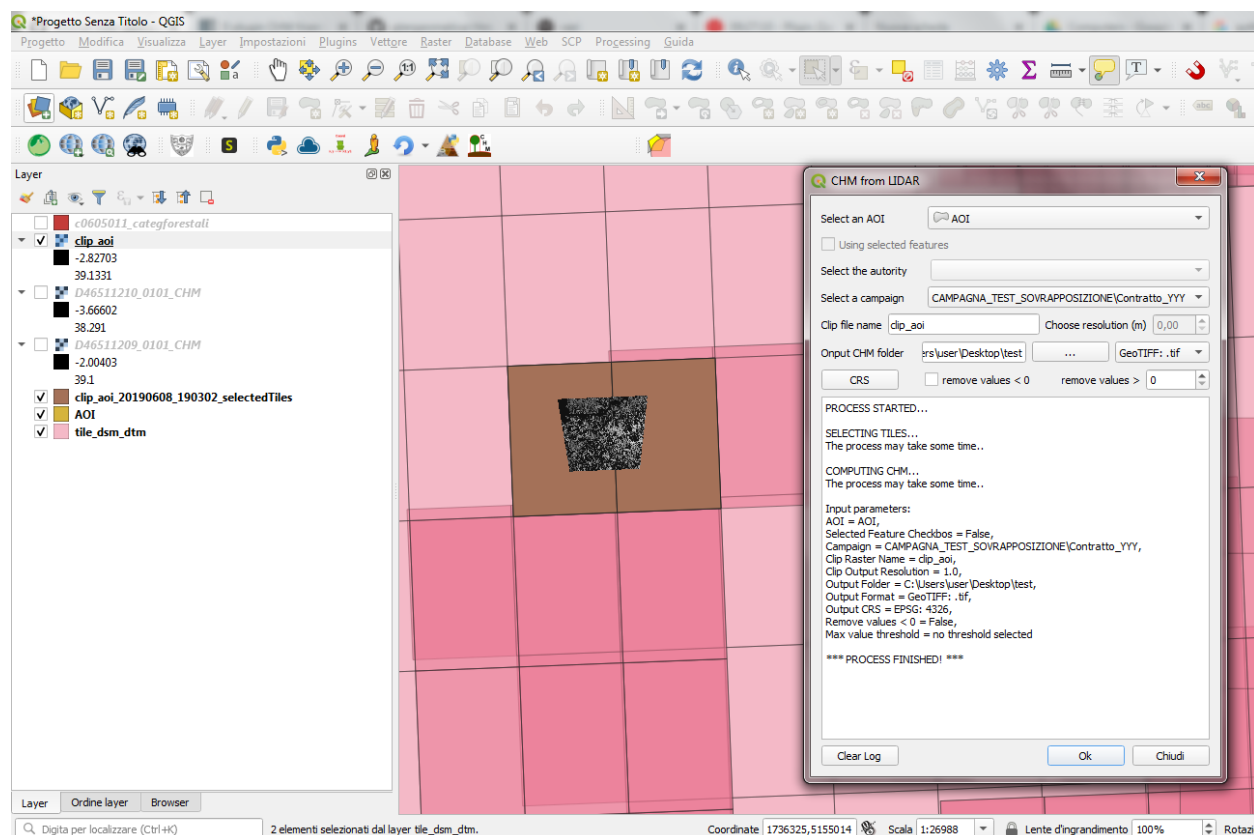 *Progetto Senza Titolo - QGIS
Progetto Modifica Visualizza Layer Impostazioni Plugins Vettore Raster Database Web SCP Processing Guida
Layer
c0605011_categforestali
clip_aoi
-2.82703
39.1331
D46511210_0101_CHM
-3.66602
38.291
D46511209_0101_CHM
-2.00403
39.1
clip_aoi_20190608_190302_selectedTiles
AOI
tile_dsm_dtm
CHM from LIDAR
Select an AOI AOI
Using selected features
Select the autority
Select a campaign CAMPAGNA_TEST_SOVRAPPOSIZIONE\Contratto_YYY
Clip file name clip_aoi Choose resolution (m) 0,00
Onput CHM folder ers\user\Desktop\test ... GeoTIFF: .tif
CRS remove values < 0 remove values > 0
PROCESS STARTED...
SELECTING TILES...
The process may take some time..
COMPUTING CHM...
The process may take some time..
Input parameters:
AOI = AOI,
Selected Feature Checkbos = False,
Campaign = CAMPAGNA_TEST_SOVRAPPOSIZIONE\Contratto_YYY,
Clip Raster Name = clip_aoi,
Clip Output Resolution = 1.0,
Output Folder = C:\Users\user\Desktop\test,
Output Format = GeoTIFF: .tif,
Output CRS = EPSG: 4326,
Remove values < 0 = False,
Max value threshold = no threshold selected
*** PROCESS FINISHED! ***
Clear Log Ok Chiudi
Layer Ordine layer Browser
Digita per localizzare (Ctrl+K) 2 elementi selezionati dal layer tile_dsm_dtm. Coordinate 1736325,5155014 Scala 1:26988 Lente d'ingrandimento 100% Rotazi